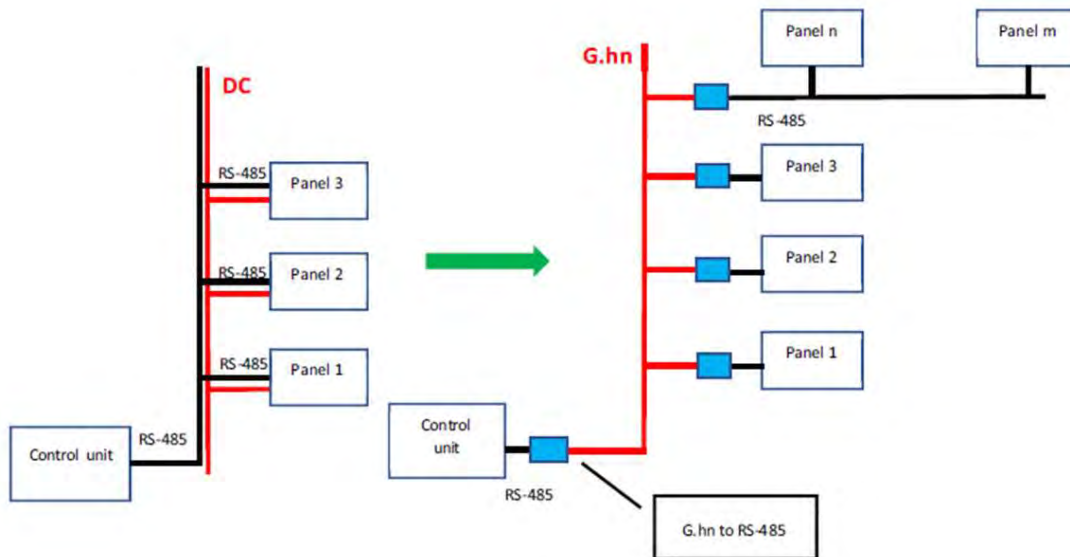 DC
RS-485
Panel 3
RS-485
Panel 2
RS-485
Panel 1
RS-485
Control unit
G.hn
Panel n
Panel m
RS-485
Panel 3
Panel 2
Panel 1
Control
unit
RS-485
G.hn to RS-485